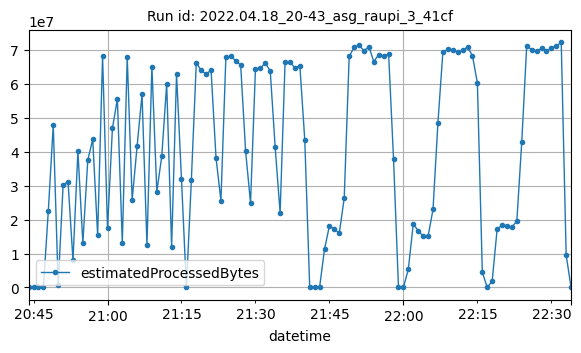 Run id: 2022.04.18_20-43_asg_raupi_3_41cf
1e7
7
6
5
4
3
2
1
0
estimatedProcessedBytes
20:45 21:00 21:15 21:30 21:45 22:00 22:15 22:30
datetime